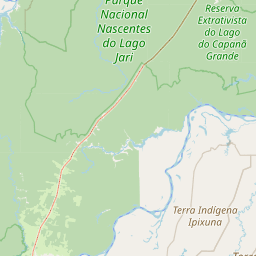 Parque
Nacional
Nascentes
do Lago
Jari
Reserva
Extrativista
do Lago
do Capanã
Grande
Terra Indígena
Ipixuna